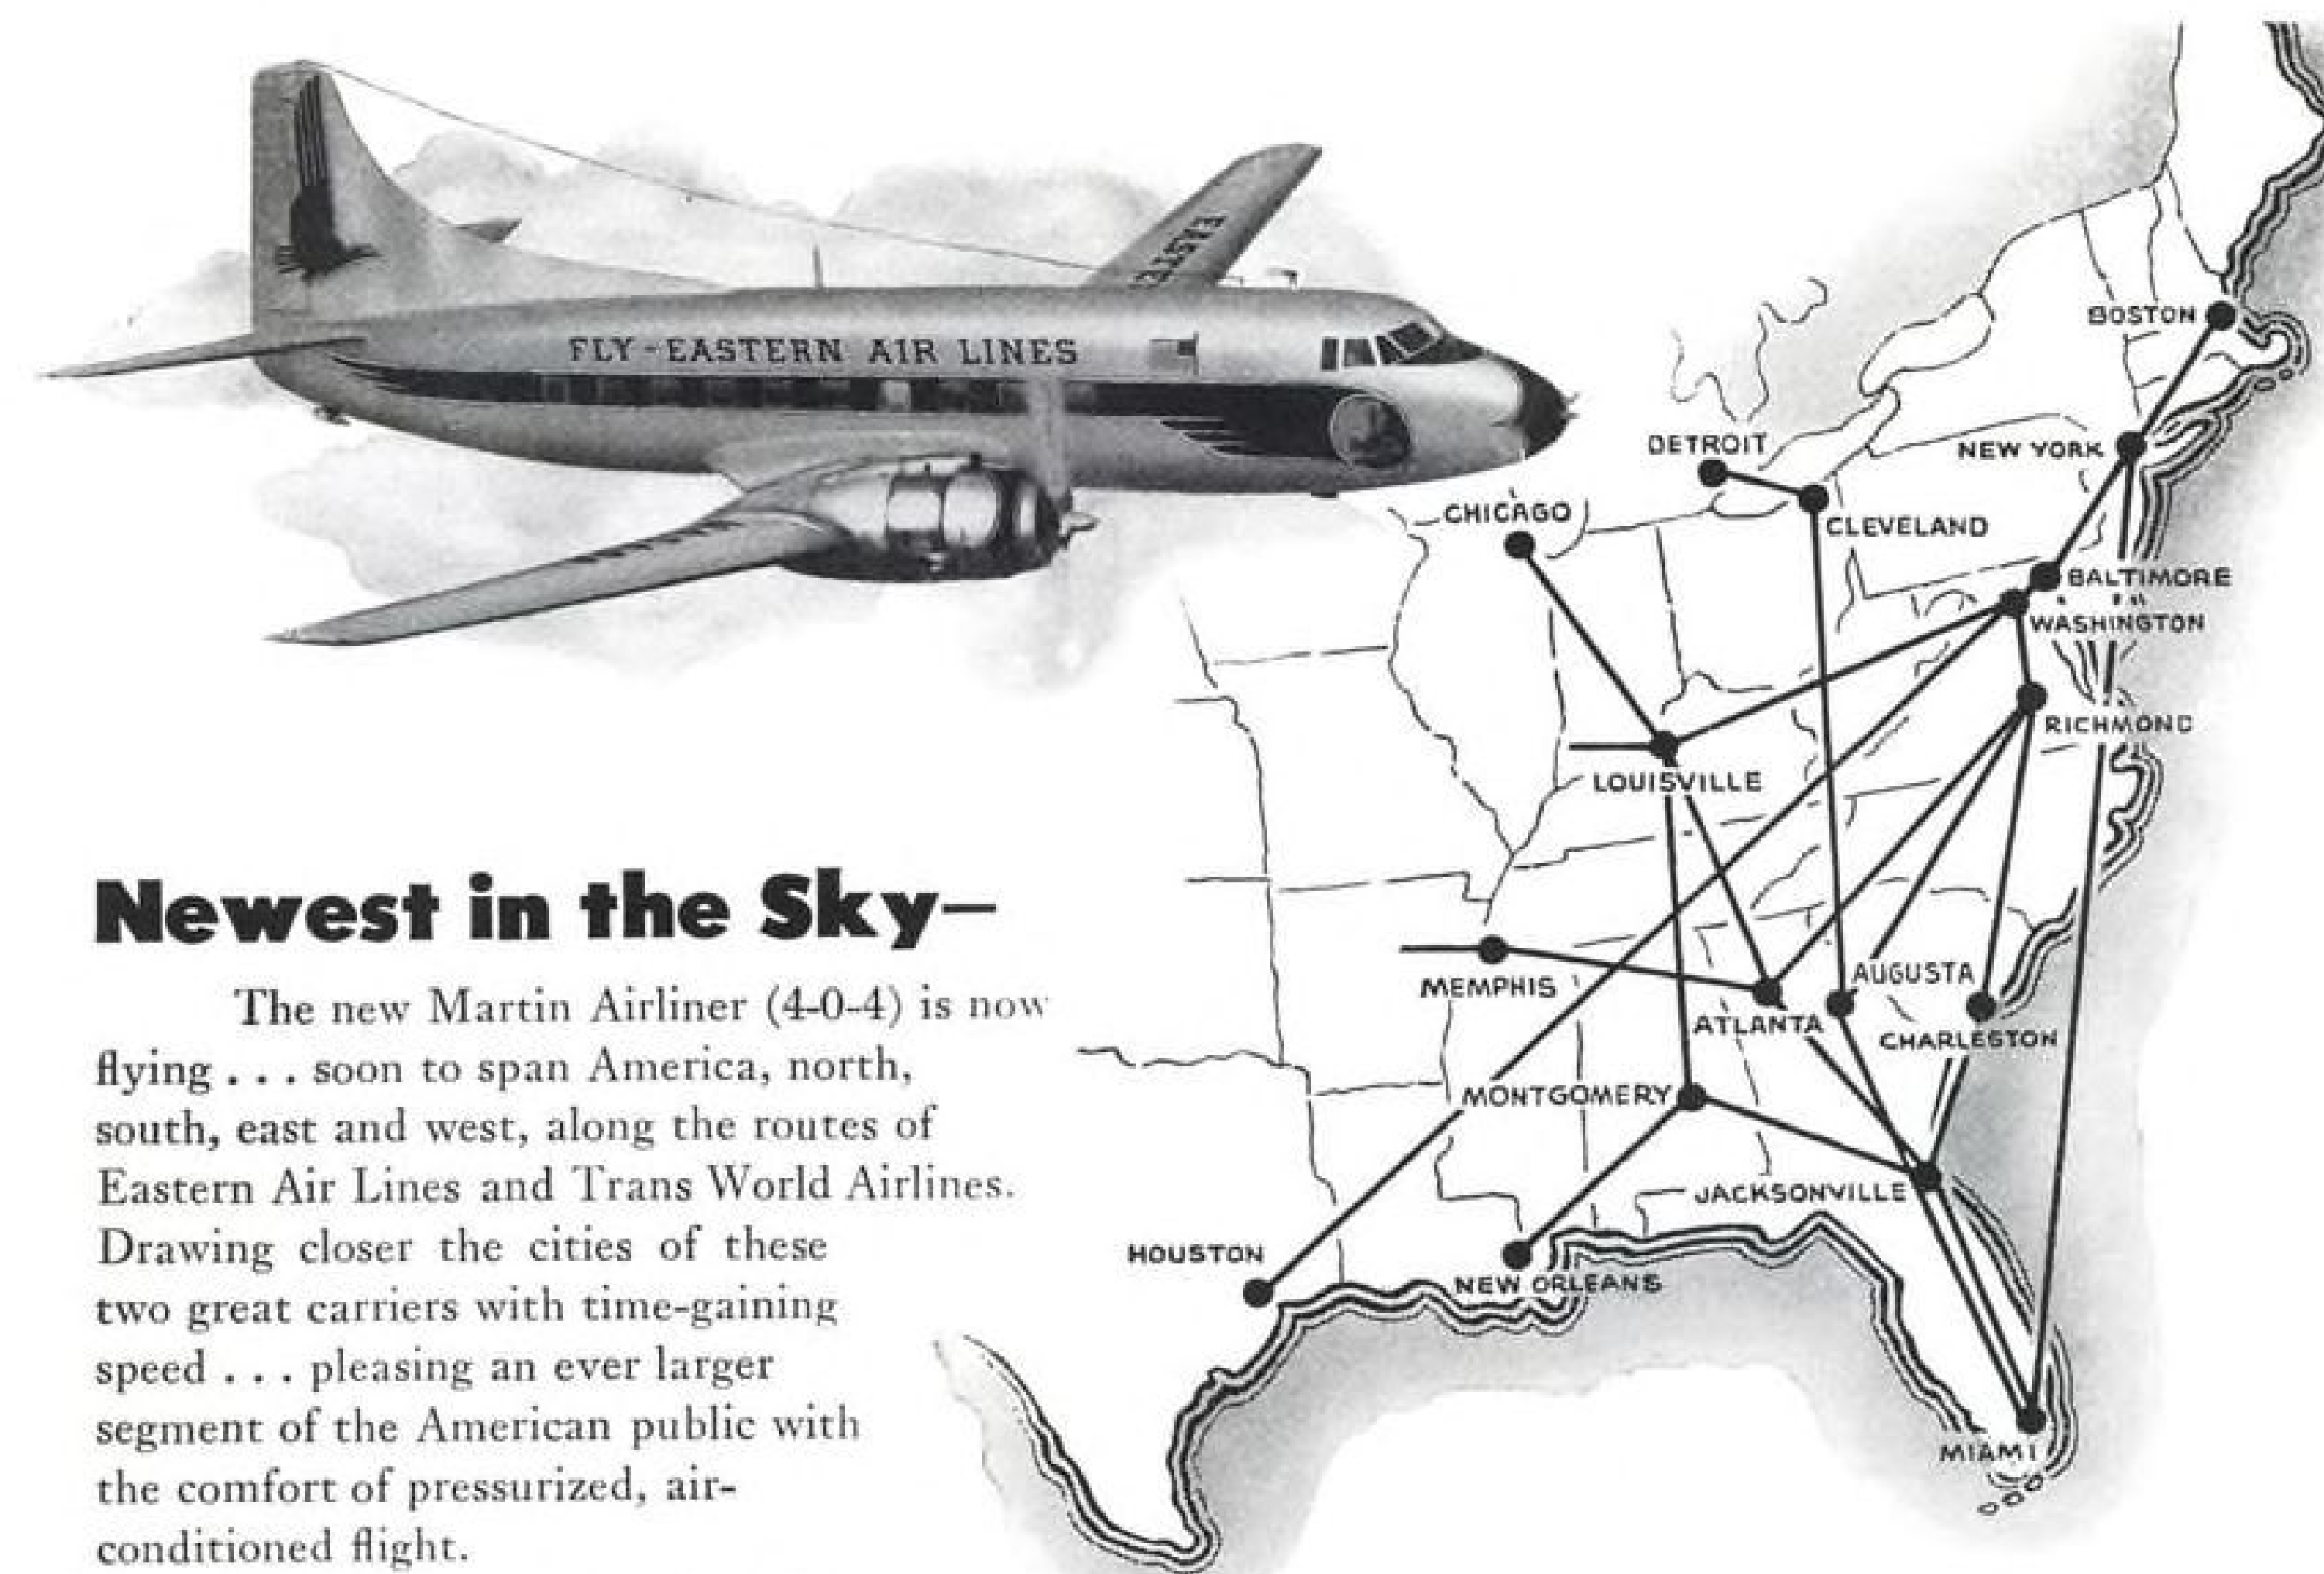 EASTE
FLY-EASTERN AIR LINES
BOSTON
DETROIT
NEW YORK
CHICAGO
CLEVELAND
BALTIMORE
WASHINGTON
RICHMOND
LOUISVILLE
MEMPHIS
AUGUSTA
ATLANTA
CHARLESTON
MONTGOMERY
JACKSONVILLE
HOUSTON
NEW ORLEANS
MIAMI
Newest in the Sky—
The new Martin Airliner (4-0-4) is now
flying . . . soon to span America, north,
south, east and west, along the routes of
Eastern Air Lines and Trans World Airlines.
Drawing closer the cities of these
two great carriers with time-gaining
speed . . . pleasing an ever larger
segment of the American public with
the comfort of pressurized, air-
conditioned flight.